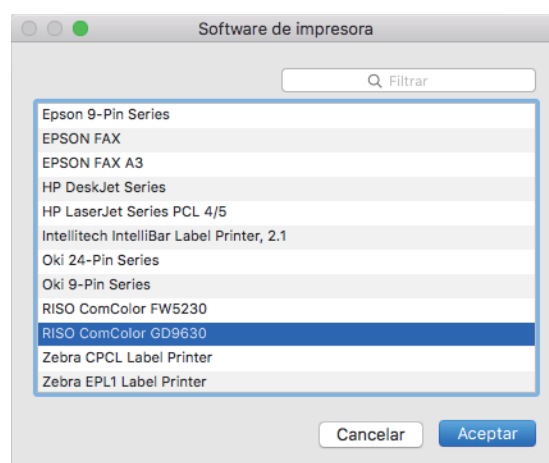 Software de impresora
Filtrar
Epson 9-Pin Series
EPSON FAX
EPSON FAX A3
HP DeskJet Series
HP LaserJet Series PCL 4/5
Intellitech IntelliBar Label Printer, 2.1
Oki 24-Pin Series
Oki 9-Pin Series
RISO ComColor FW5230
RISO ComColor GD9630
Zebra CPCL Label Printer
Zebra EPL1 Label Printer
Cancelar Aceptar